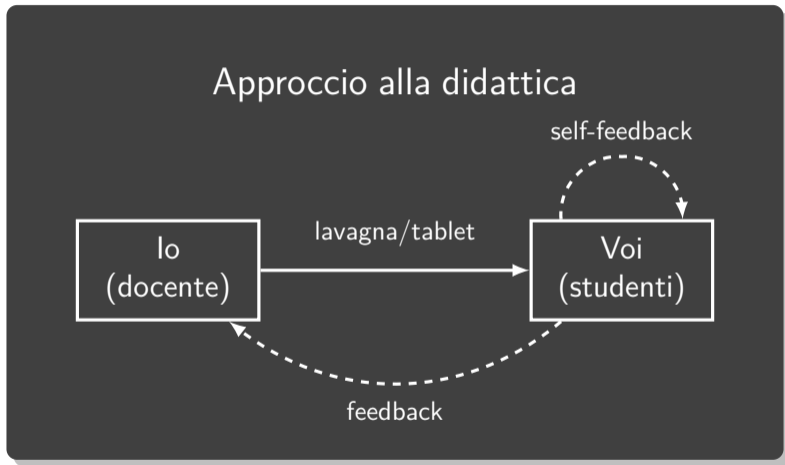 Approccio alla didattica
self-feedback
lavagna/tablet
Io
(docente)
Voi
(studenti)
feedback